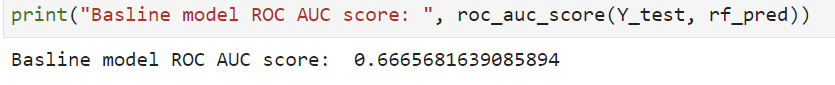 print("Basline model ROC AUC score: ", roc_auc_score(Y_test, rf_pred))
Basline model ROC AUC score:  0.6665681639085894